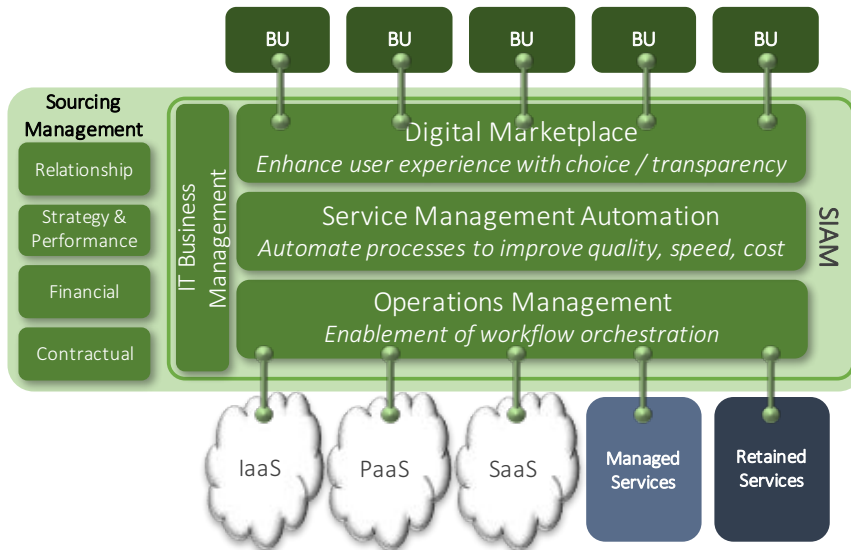 BU
BU
BU
BU
BU
Sourcing
Management
Relationship
Strategy &
Performance
Financial
Contractual
IT Business
Management
Digital Marketplace
Enhance user experience with choice / transparency
Service Management Automation
Automate processes to improve quality, speed, cost
Operations Management
Enablement of workflow orchestration
SIAM
IaaS
PaaS
SaaS
Managed
Services
Retained
Services